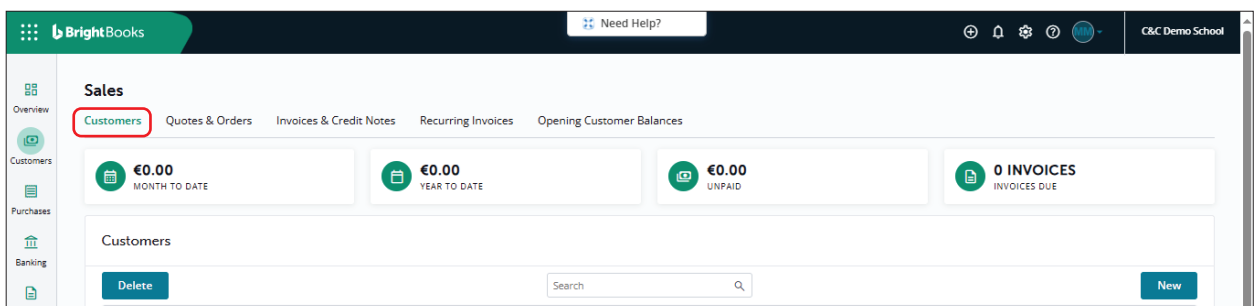 BrightBooks
Need Help?
MM
C&C Demo School
Overview
Customers
Purchases
Banking
Sales
Customers
Quotes & Orders
Invoices & Credit Notes
Recurring Invoices
Opening Customer Balances
€0.00
MONTH TO DATE
€0.00
YEAR TO DATE
€0.00
UNPAID
0 INVOICES
INVOICES DUE
Customers
Delete
Search
New